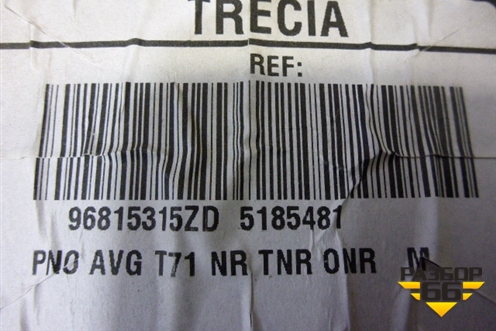 TRECIA
REF:
96815315ZD 5185481
PNO AVG T71 NR TNR ONR M
РАЗБОР
66